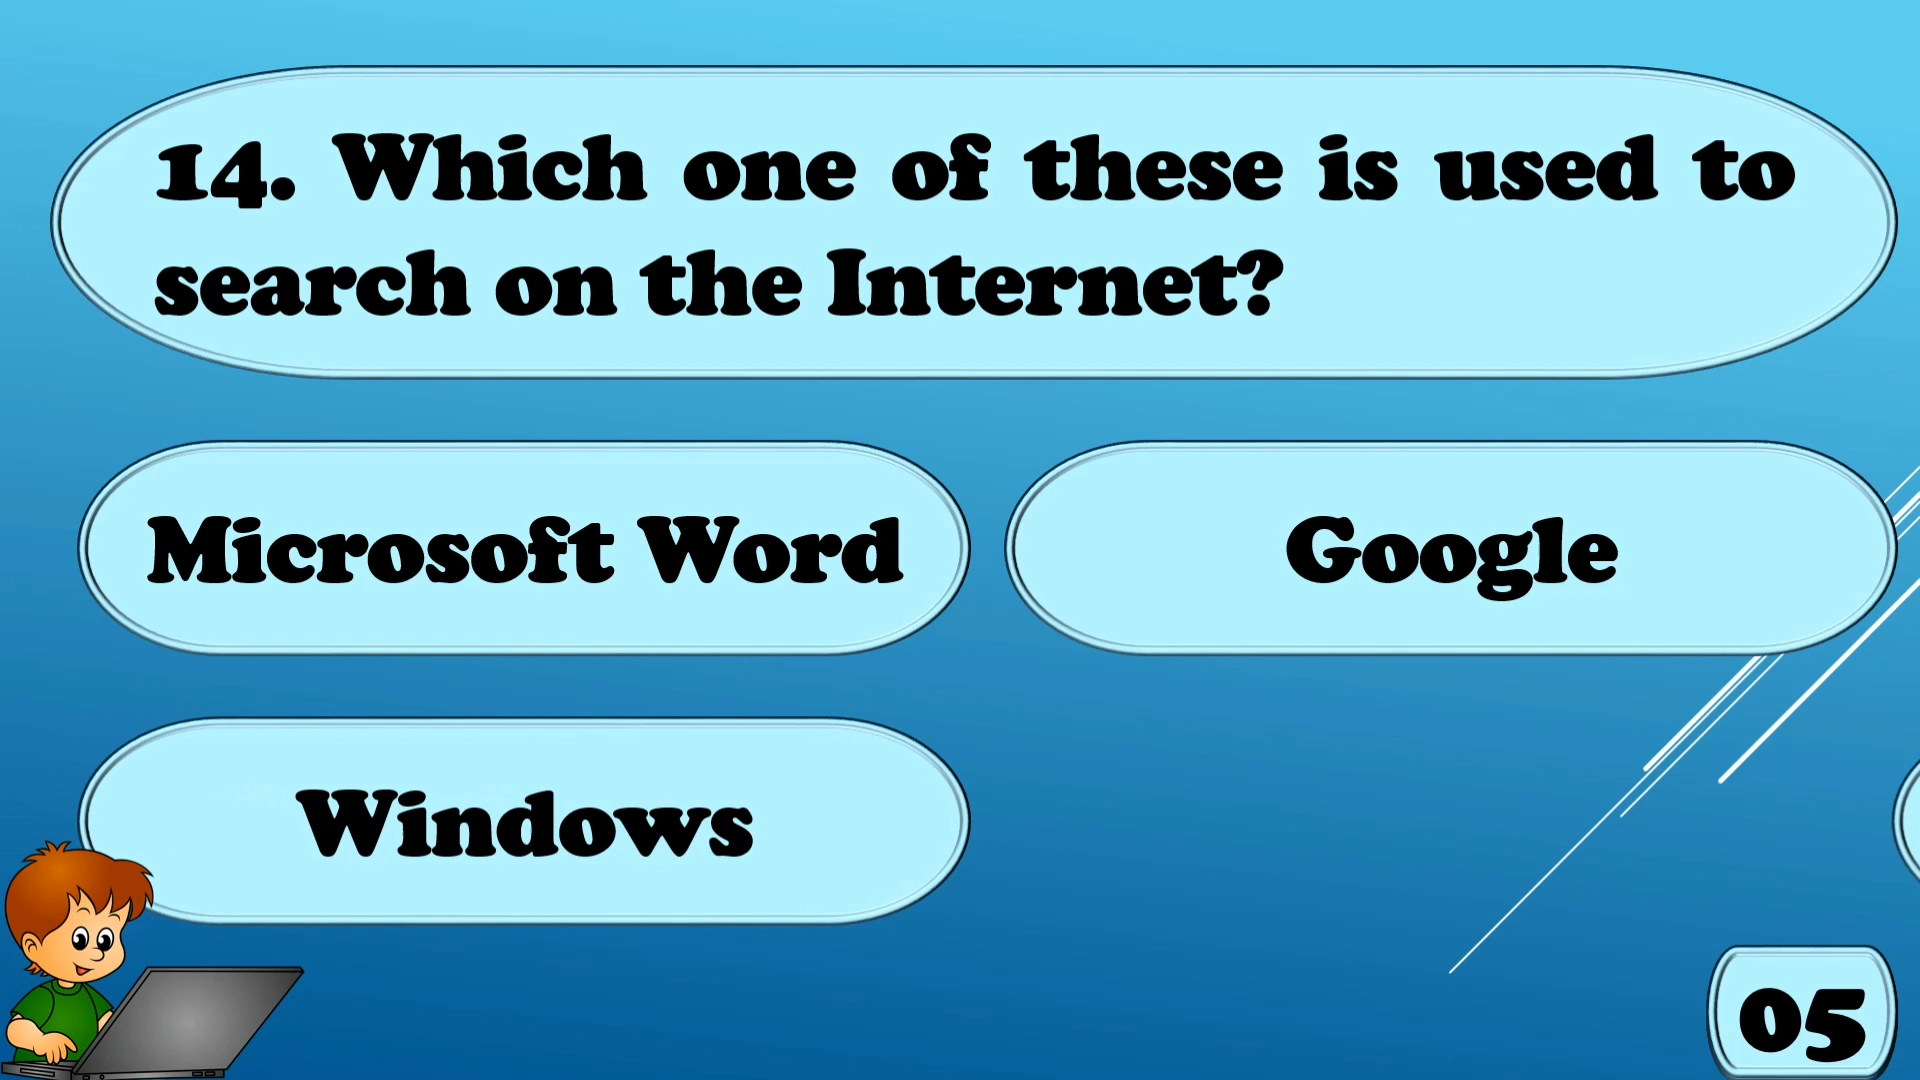 14. Which one of these is used to
search on the Internet?
Microsoft Word
Google
Windows
05